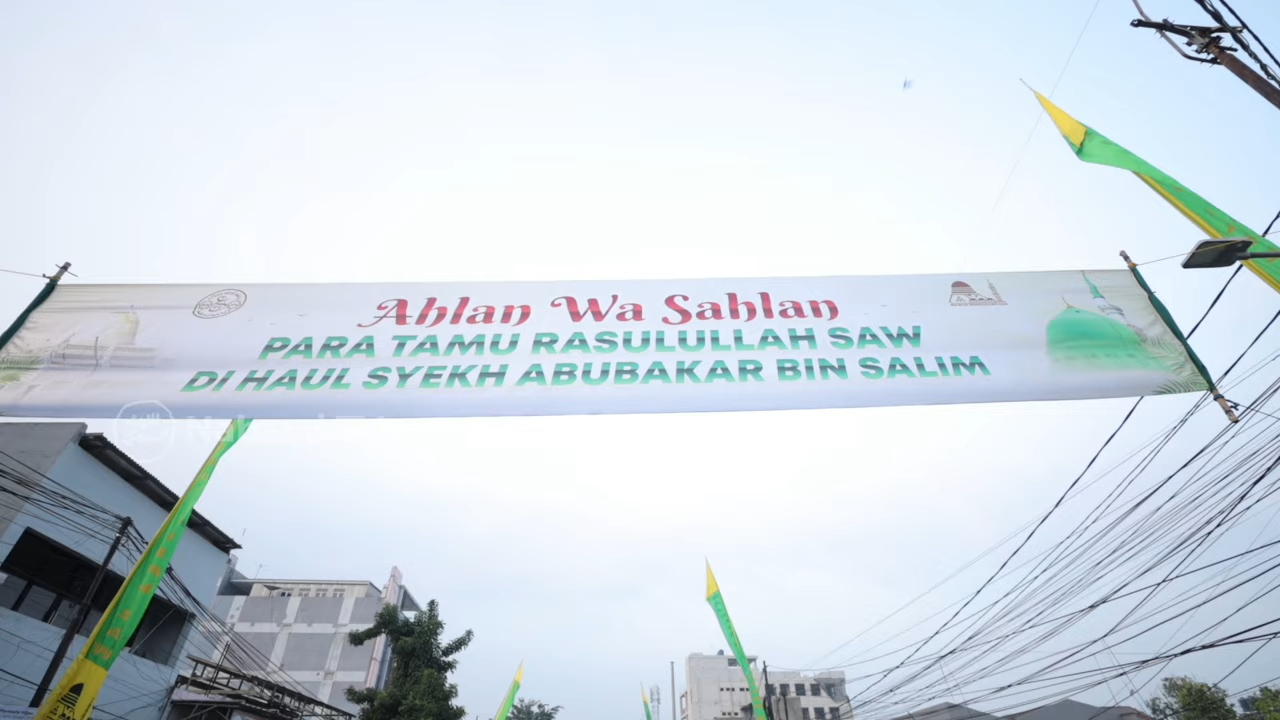 Ahlan Wa Sahlan
PARA TAMU RASULULLAH SAW
DI HAUL SYEKH ABUBAKAR BIN SALIM